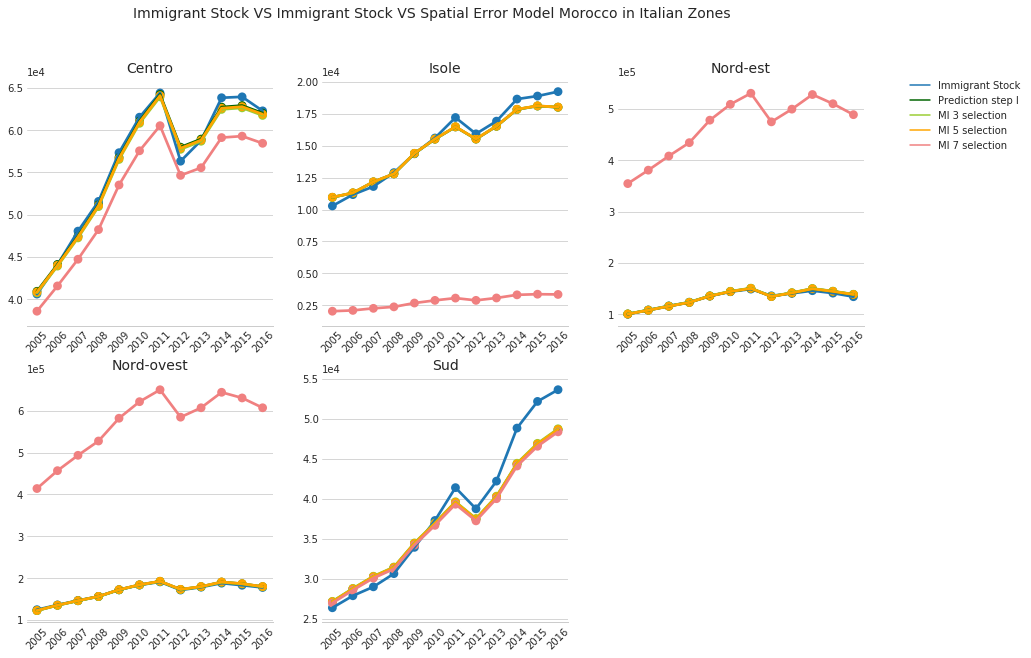 Immigrant Stock VS Immigrant Stock VS Spatial Error Model Morocco in Italian Zones
Centro
1e4
6.5
6.0
5.5
5.0
4.5
4.0
2005 2006 2007 2008 2009 2010 2011 2012 2013 2014 2015 2016
Isole
1e4
2.00
1.75
1.50
1.25
1.00
0.75
0.50
0.25
2005 2006 2007 2008 2009 2010 2011 2012 2013 2014 2015 2016
Nord-est
1e5
5
4
3
2
1
2005 2006 2007 2008 2009 2010 2011 2012 2013 2014 2015 2016
Immigrant Stock
Prediction step I
MI 3 selection
MI 5 selection
MI 7 selection
Nord-ovest
1e5
6
5
4
3
2
1
2005 2006 2007 2008 2009 2010 2011 2012 2013 2014 2015 2016
Sud
1e4
5.5
5.0
4.5
4.0
3.5
3.0
2.5
2005 2006 2007 2008 2009 2010 2011 2012 2013 2014 2015 2016